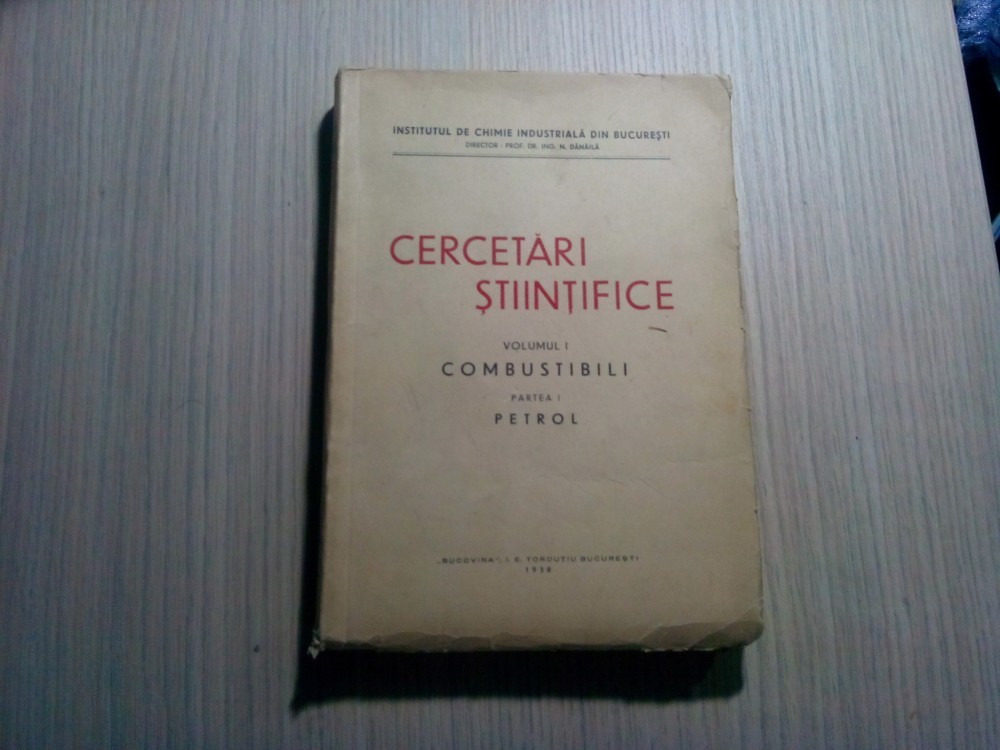 INSTITUTUL DE CHIMIE INDUSTRIALĂ DIN BUCUREȘTI
DIRECTOR - PROF. DR. ING. N. DĂNĂILĂ
CERCETĂRI
ȘTIINȚIFICE
VOLUMUL I
COMBUSTIBILI
PARTEA I
PETROL
„BUCOVINA", I. E. TOROUȚIU BUCUREȘTI
1938